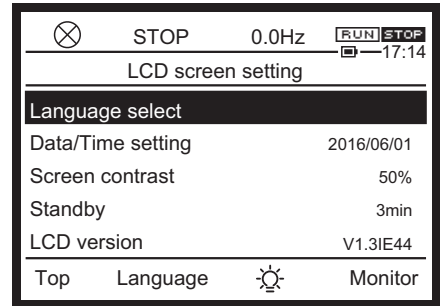 STOP 0.0Hz RUN STOP
17:14
LCD screen setting
Language select
Data/Time setting 2016/06/01
Screen contrast 50%
Standby 3min
LCD version V1.3IE44
Top Language Monitor